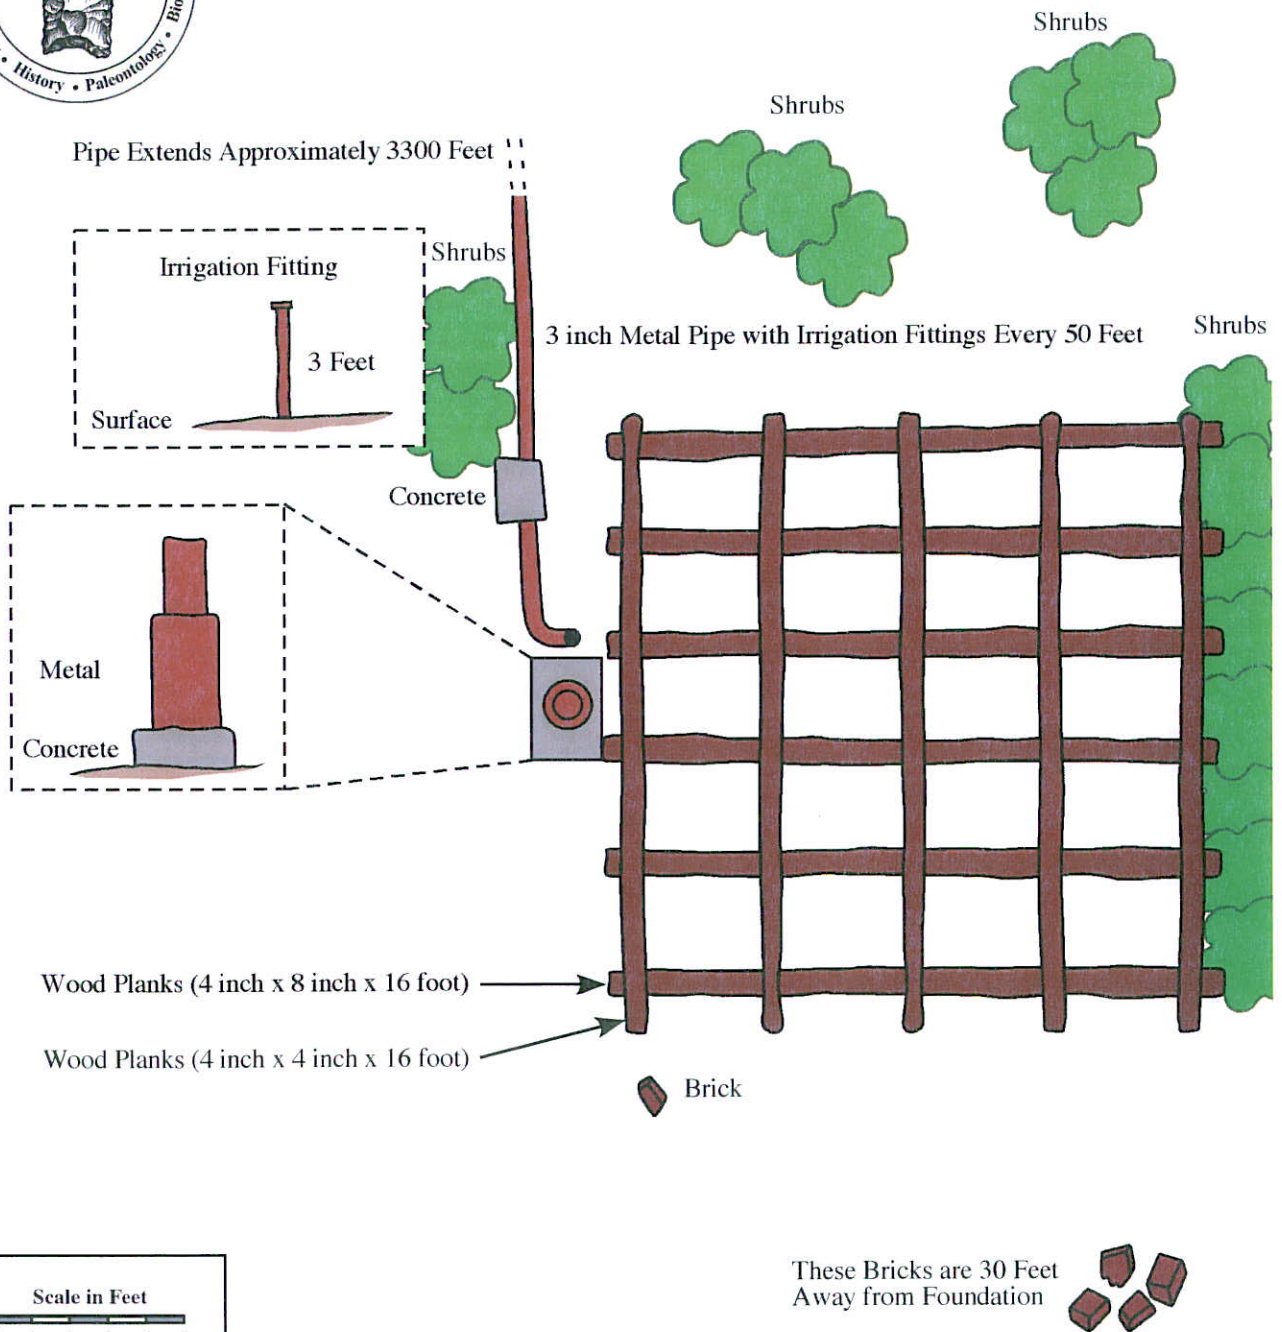 • History • Paleontology •
Shrubs
Shrubs
Pipe Extends Approximately 3300 Feet
Shrubs
Irrigation Fitting
3 Feet
Surface
3 inch Metal Pipe with Irrigation Fittings Every 50 Feet
Shrubs
Concrete
Metal
Concrete
Wood Planks (4 inch x 8 inch x 16 foot)
Wood Planks (4 inch x 4 inch x 16 foot)
Brick
These Bricks are 30 Feet
Away from Foundation
Scale in Feet